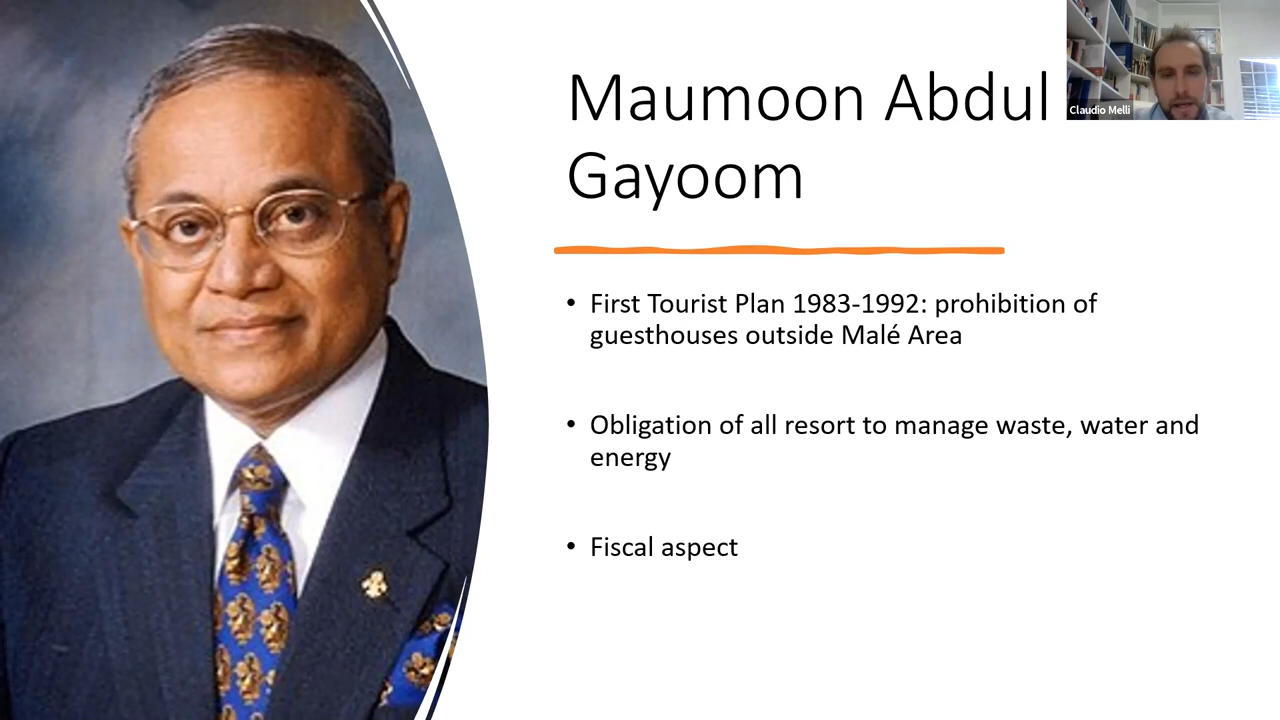 Maumoon Abdul
Gayoom
Claudio Melli
• First Tourist Plan 1983-1992: prohibition of
guesthouses outside Malé Area
• Obligation of all resort to manage waste, water and
energy
• Fiscal aspect